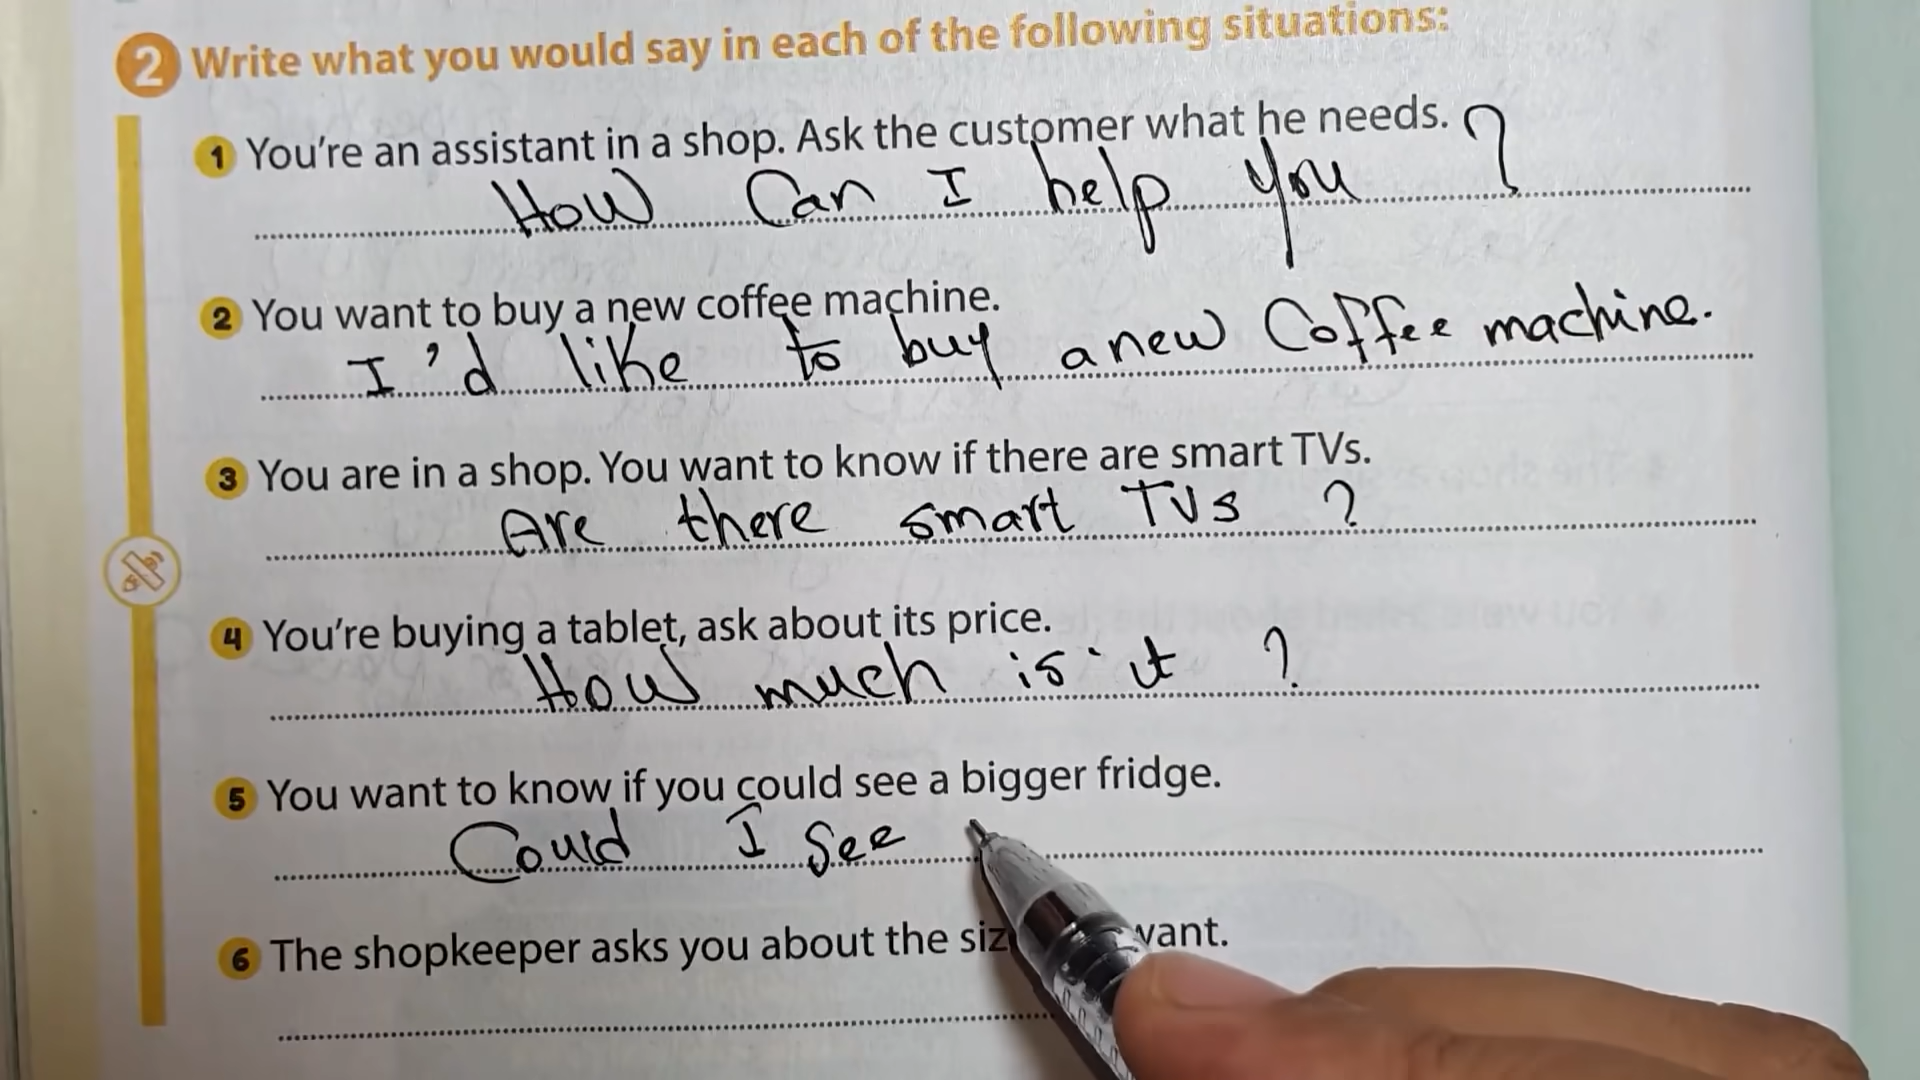 2 Write what you would say in each of the following situations:
1 You're an assistant in a shop. Ask the customer what he needs.
How Can I help you ?
2 You want to buy a new coffee machine.
I'd like to buy a new Coffee machine.
3 You are in a shop. You want to know if there are smart TVs.
Are there smart TVs ?
4 You're buying a tablet, ask about its price.
How much is it ?
5 You want to know if you could see a bigger fridge.
Could I See
6 The shopkeeper asks you about the want.